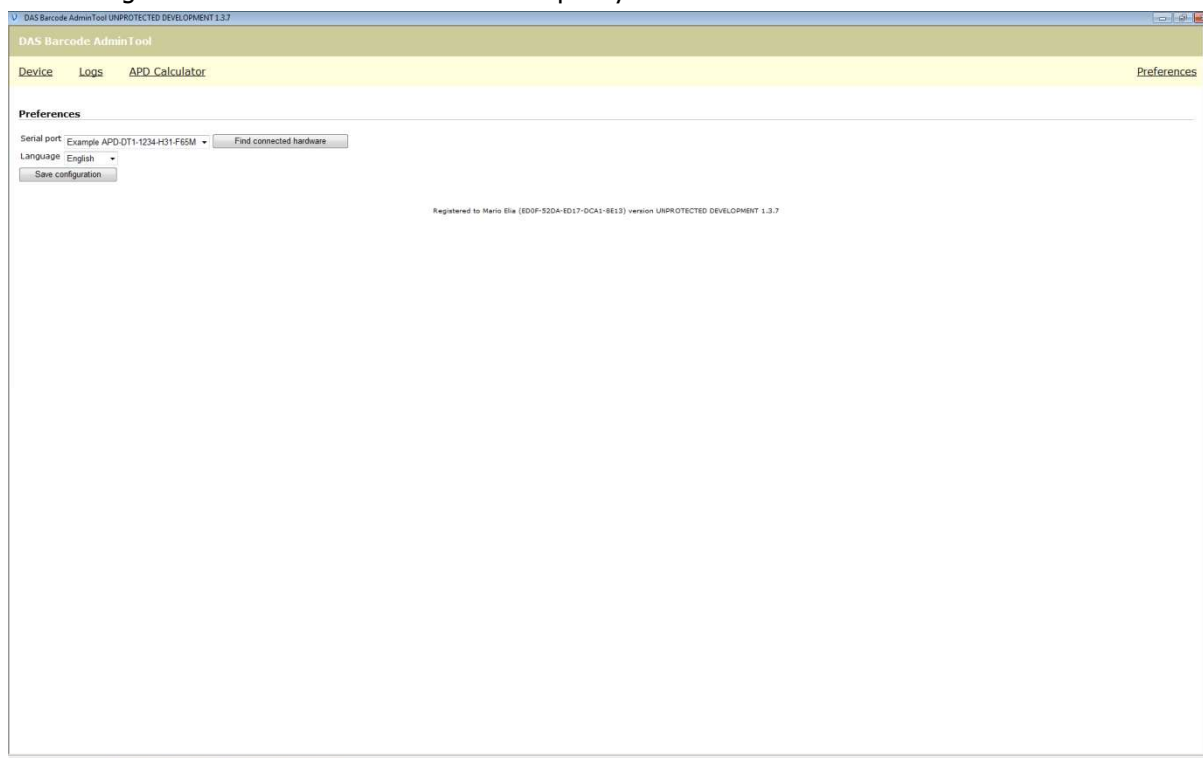 DAS Barcode AdminTool UNPROTECTED DEVELOPMENT 1.3.7
DAS Barcode AdminTool
Device Logs APD Calculator Preferences
Preferences
Serial port Example APD-DT1-1234-H31-F65M Find connected hardware
Language English
Save configuration
Registered to Mario Elie (ED0F-52DA-ED17-DCA1-8E13) version UNPROTECTED DEVELOPMENT 1.3.7